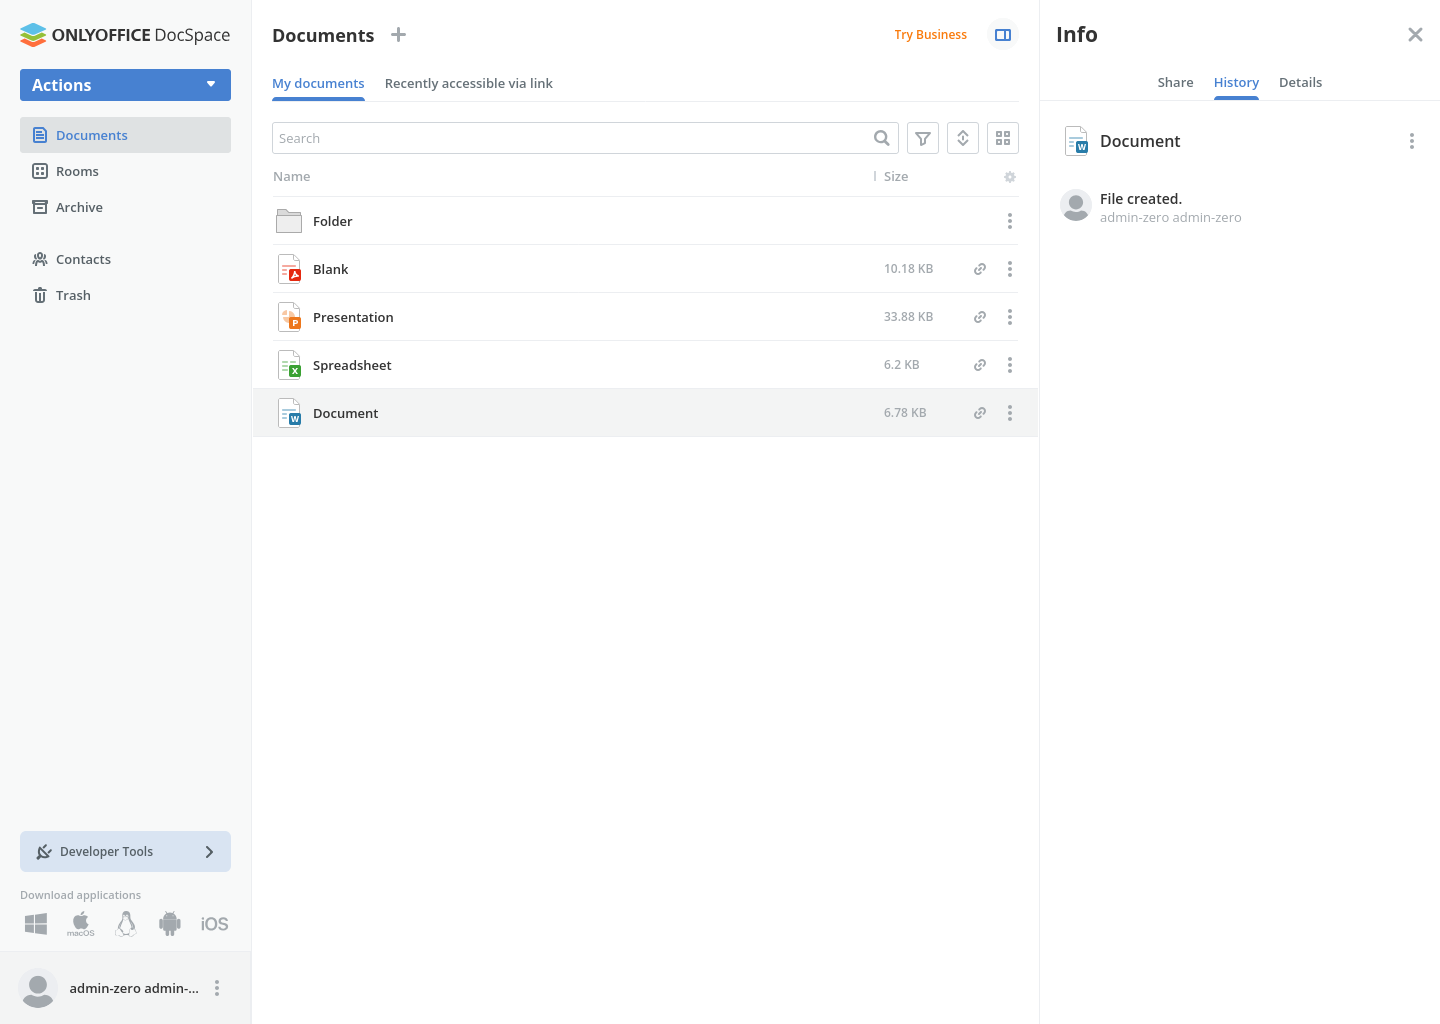 ONLYOFFICE DocSpace
Actions
Documents
Rooms
Archive
Contacts
Trash
Developer Tools
Download applications
macOS
iOS
admin-zero admin-...
Documents
Try Business
My documents
Recently accessible via link
Search
Name
Size
Folder
Blank
10.18 KB
P
Presentation
33.88 KB
X
Spreadsheet
6.2 KB
W
Document
6.78 KB
Info
Share
History
Details
W
Document
File created.
admin-zero admin-zero